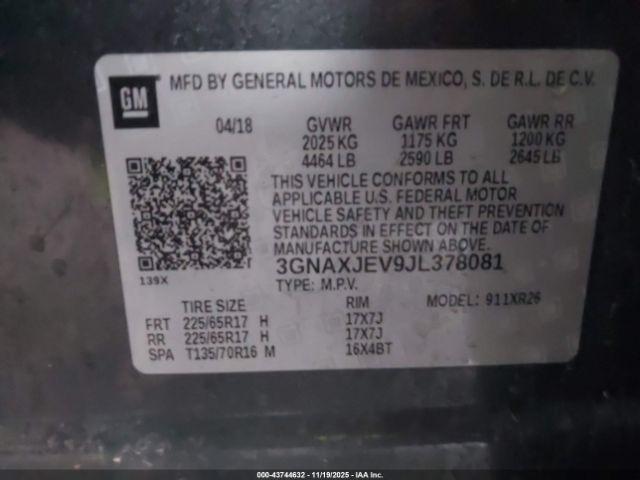 GM
MFD BY GENERAL MOTORS DE MEXICO, S. DE R.L. DE C.V.
04/18 GVWR GAWR FRT GAWR RR
2025 KG 1175 KG 1200 KG
4464 LB 2590 LB 2645 LB
THIS VEHICLE CONFORMS TO ALL
APPLICABLE U.S. FEDERAL MOTOR
VEHICLE SAFETY AND THEFT PREVENTION
STANDARDS IN EFFECT ON THE DATE OF
MANUFACTURE SHOWN ABOVE.
3GNAXJEV9JL378081
139X
TYPE: M.P.V. MODEL: 911XR26
TIRE SIZE RIM
FRT 225/65R17 H 17X7J
RR 225/65R17 H 17X7J
SPA T135/70R16 M 16X4BT
000-43744632 - 11/19/2025 - IAA Inc.